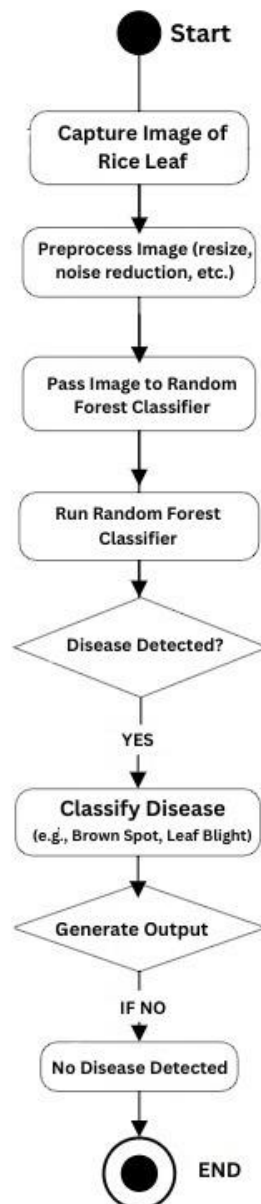 Start
Capture Image of
Rice Leaf
Preprocess Image (resize,
noise reduction, etc.)
Pass Image to Random
Forest Classifier
Run Random Forest
Classifier
Disease Detected?
YES
Classify Disease
(e.g., Brown Spot, Leaf Blight)
Generate Output
IF NO
No Disease Detected
END